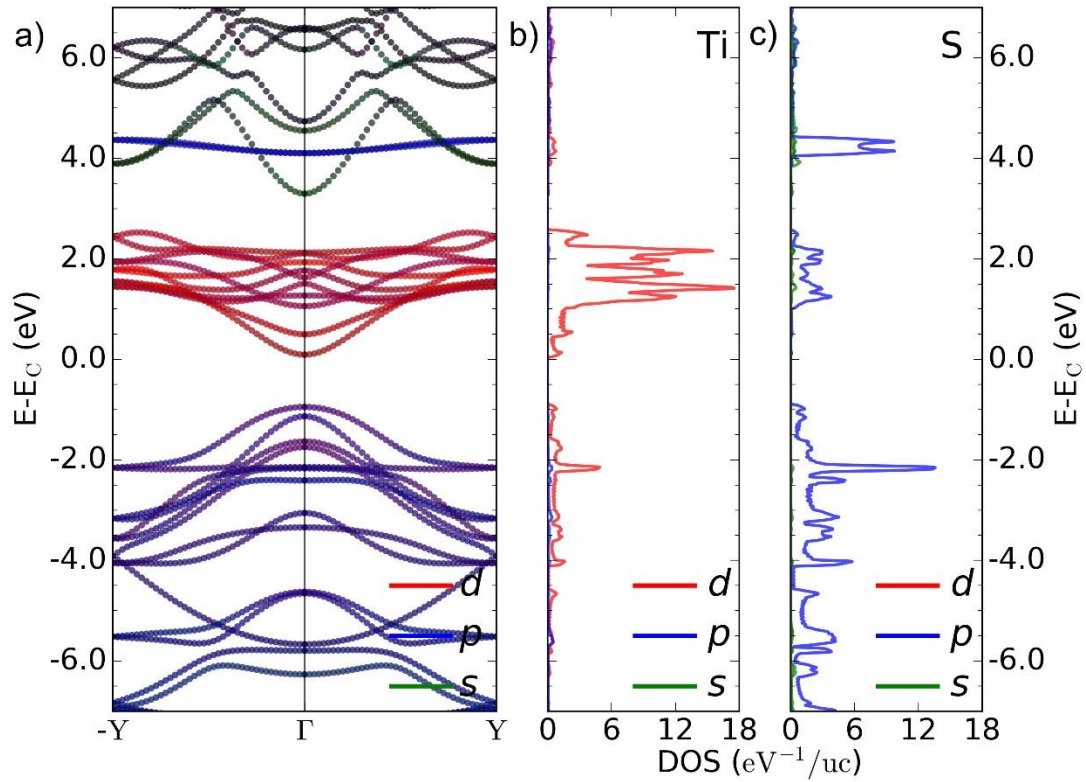 a)
b)
Ti
c)
S
6.0
4.0
2.0
0.0
-2.0
-4.0
-6.0
E-E_C (eV)
d
p
s
-Y
Γ
Y
d
p
s
0
6
12
18
d
p
s
0
6
12
18
DOS (eV⁻¹/uc)
6.0
4.0
2.0
0.0
-2.0
-4.0
-6.0
E-E_C (eV)